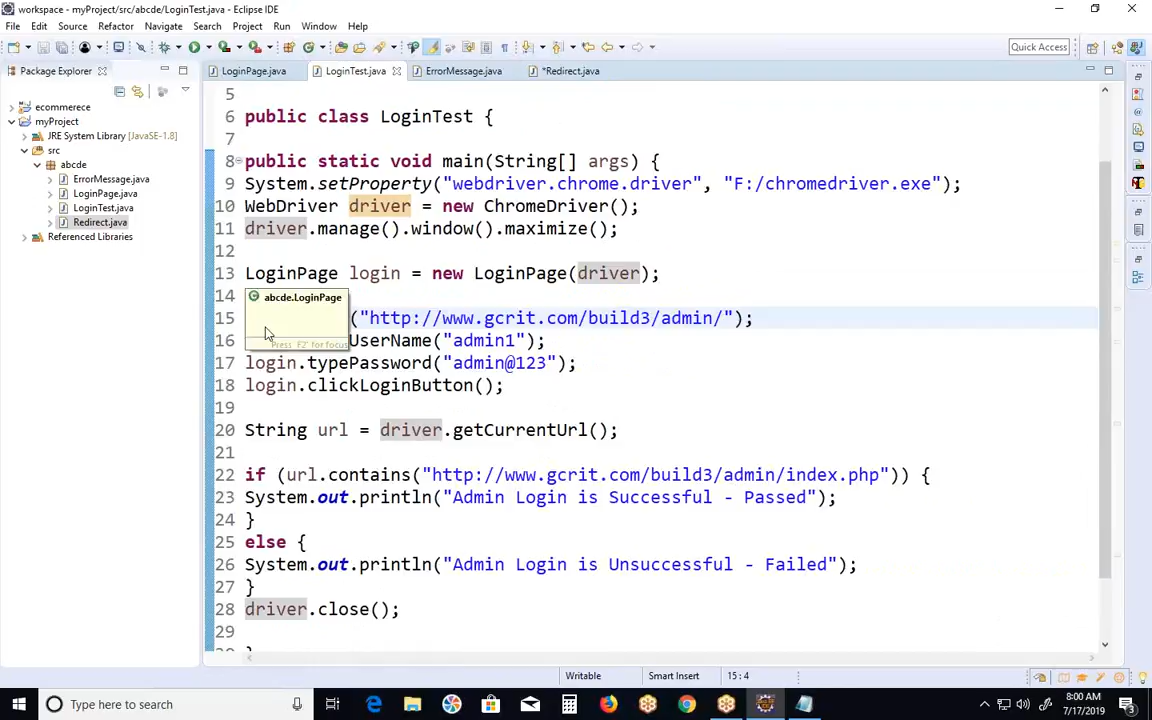 workspace - myProject/src/abcde/LoginTest.java - Eclipse IDE
File Edit Source Refactor Navigate Search Project Run Window Help
Quick Access
Package Explorer
LoginPage.java LoginTest.java ErrorMessage.java *Redirect.java
ecommerece
myProject
JRE System Library [JavaSE-1.8]
src
abcde
ErrorMessage.java
LoginPage.java
LoginTest.java
Redirect.java
Referenced Libraries
5
6 public class LoginTest {
7
8 public static void main(String[] args) {
9 System.setProperty("webdriver.chrome.driver", "F:/chromedriver.exe");
10 WebDriver driver = new ChromeDriver();
11 driver.manage().window().maximize();
12
13 LoginPage login = new LoginPage(driver);
14
abcde.LoginPage
15 ("http://www.gcrit.com/build3/admin/");
16 UserName("admin1");
Press 'F2' for focus
17 login.typePassword("admin@123");
18 login.clickLoginButton();
19
20 String url = driver.getCurrentUrl();
21
22 if (url.contains("http://www.gcrit.com/build3/admin/index.php")) {
23 System.out.println("Admin Login is Successful - Passed");
24 }
25 else {
26 System.out.println("Admin Login is Unsuccessful - Failed");
27 }
28 driver.close();
29
Writable Smart Insert 15 : 4
Type here to search
8:00 AM
7/17/2019
3